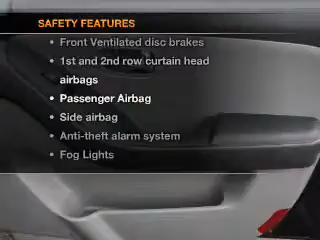 SAFETY FEATURES
• Front Ventilated disc brakes
• 1st and 2nd row curtain head
airbags
• Passenger Airbag
• Side airbag
• Anti-theft alarm system
• Fog Lights